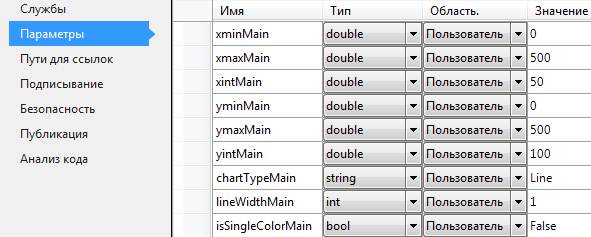 Службы
Параметры
Пути для ссылок
Подписывание
Безопасность
Публикация
Анализ кода
Имя Тип Область. Значение
xminMain double Пользователь 0
xmaxMain double Пользователь 500
xintMain double Пользователь 50
yminMain double Пользователь 0
ymaxMain double Пользователь 500
yintMain double Пользователь 100
chartTypeMain string Пользователь Line
lineWidthMain int Пользователь 1
isSingleColorMain bool Пользователь False